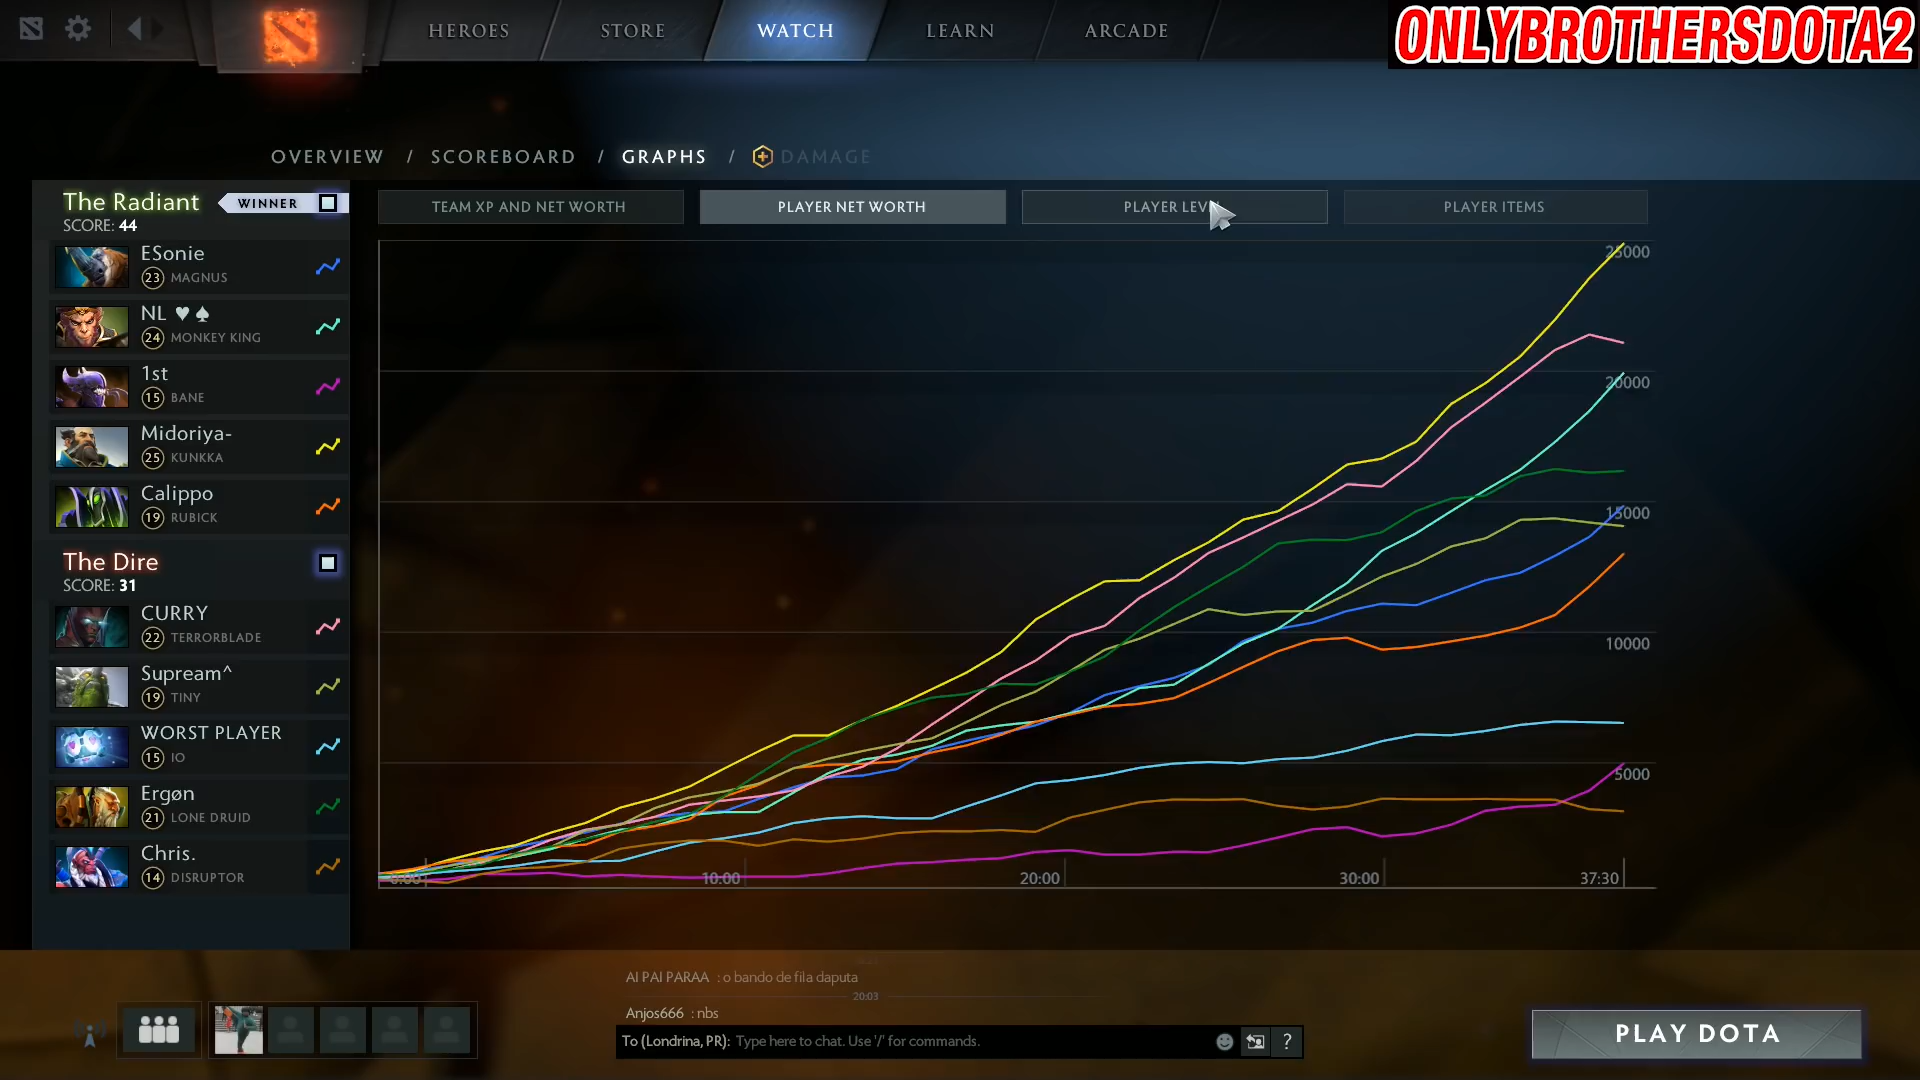 HEROES
STORE
WATCH
LEARN
ARCADE
ONLYBROTHERSDOTA2
OVERVIEW / SCOREBOARD / GRAPHS / DAMAGE
The Radiant
WINNER
SCORE: 44
ESonie
23 MAGNUS
NL ♥ ♠
24 MONKEY KING
1st
15 BANE
Midoriya-
25 KUNKKA
Calippo
19 RUBICK
The Dire
SCORE: 31
CURRY
22 TERRORBLADE
Supream^
19 TINY
WORST PLAYER
15 IO
Ergøn
21 LONE DRUID
Chris.
14 DISRUPTOR
TEAM XP AND NET WORTH
PLAYER NET WORTH
PLAYER LEV
PLAYER ITEMS
25000
20000
15000
10000
5000
0:00
10:00
20:00
30:00
37:30
AI PAI PARAA : o bando de fila daputa
20:03
Anjos666 : nbs
To (Londrina, PR): Type here to chat. Use '/' for commands.
?
PLAY DOTA